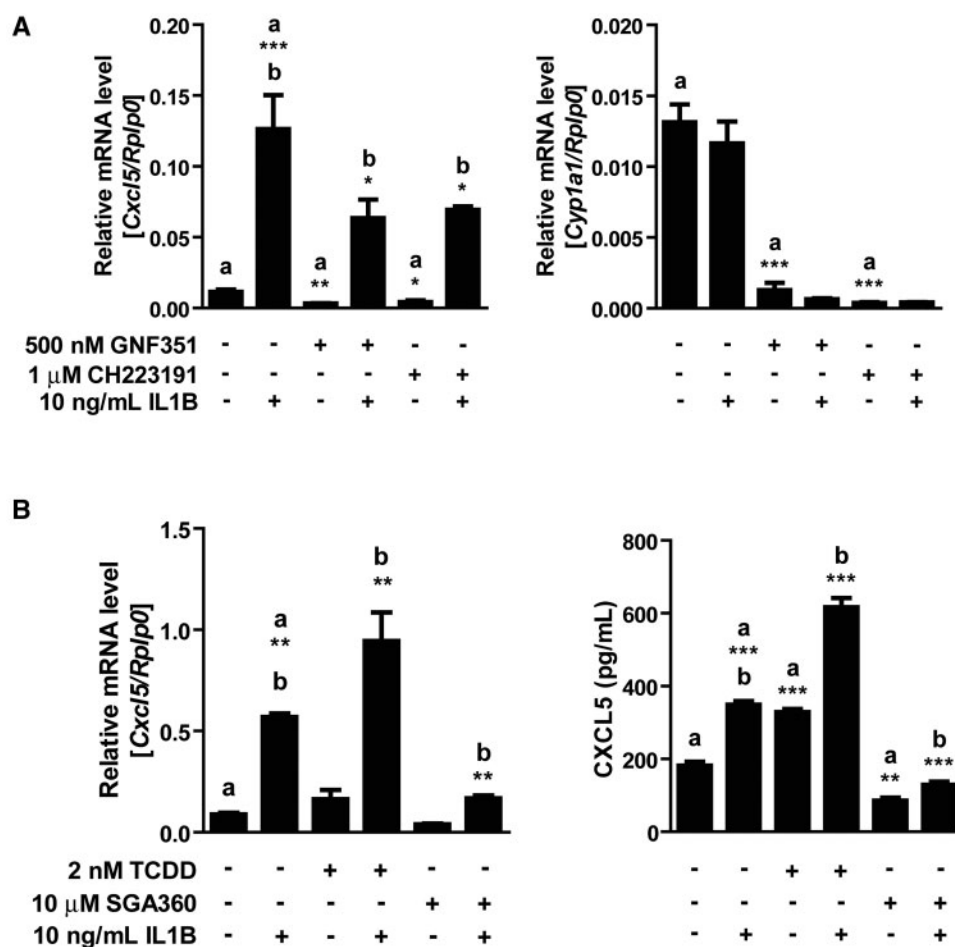 A
Relative mRNA level
[Cxcl5/Rplp0]
0.20
0.15
0.10
0.05
0.00
a
a
***
b
a
**
b
*
a
*
b
*
500 nM GNF351 - - + + - -
1 μM CH223191 - - - - + +
10 ng/mL IL1B - + - + - +
Relative mRNA level
[Cyp1a1/Rplp0]
0.020
0.015
0.010
0.005
0.000
a
a
***
a
***
- - + + - -
- - - - + +
- + - + - +
B
Relative mRNA level
[Cxcl5/Rplp0]
1.5
1.0
0.5
0.0
a
a
**
b
b
**
b
**
2 nM TCDD - - + + - -
10 μM SGA360 - - - - + +
10 ng/mL IL1B - + - + - +
CXCL5 (pg/mL)
800
600
400
200
0
a
a
***
b
a
***
b
***
a
**
b
***
- - + + - -
- - - - + +
- + - + - +